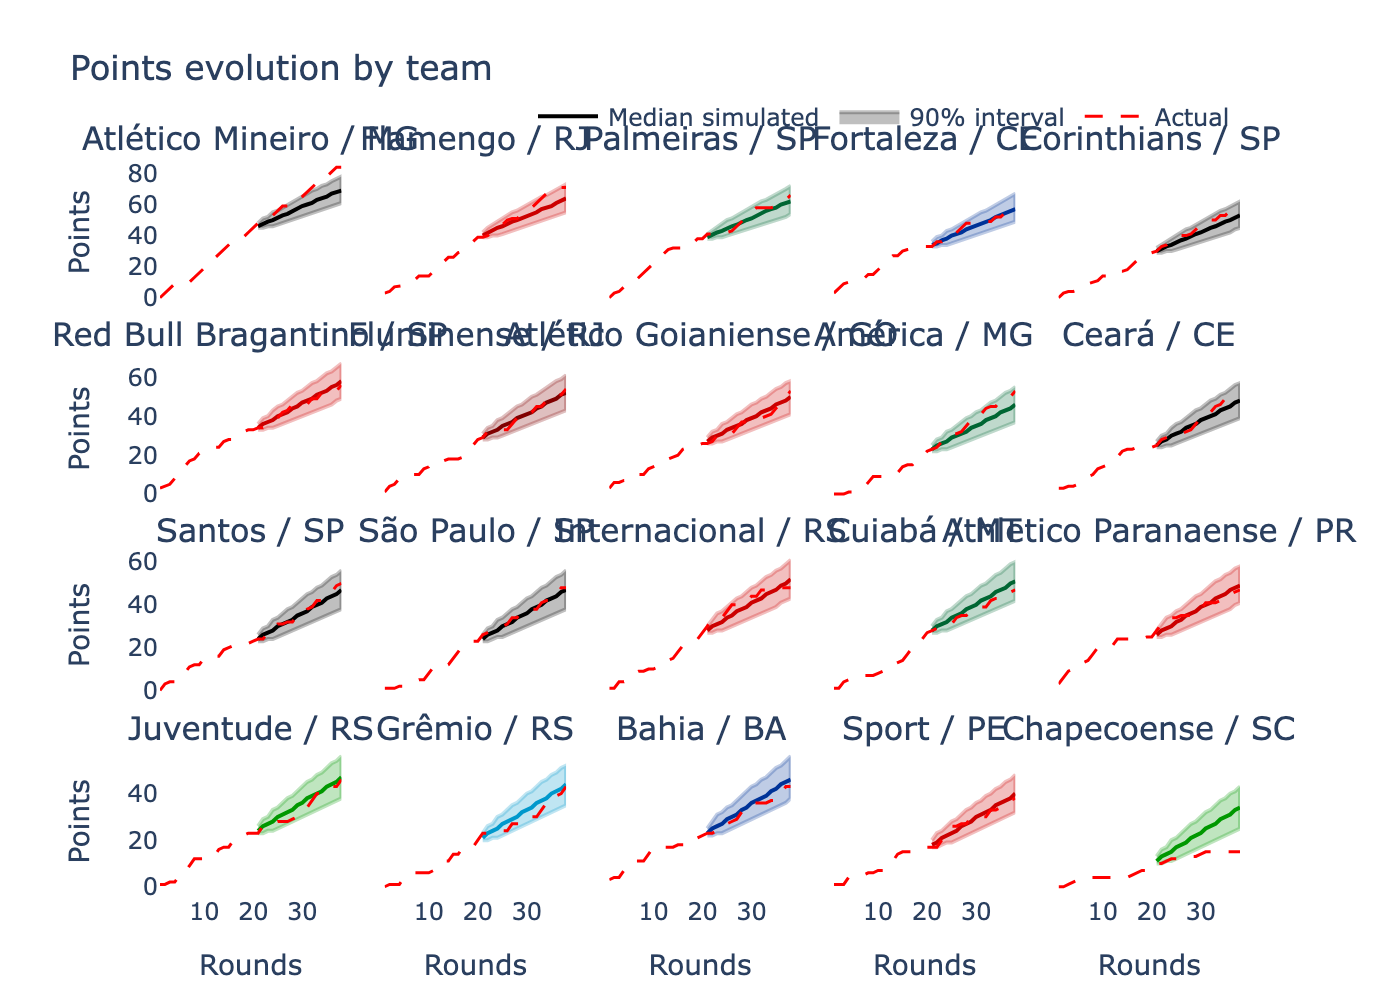 Points evolution by team
Median simulated 90% interval Actual
Atlético Mineiro / MG Flamengo / RJ Palmeiras / SP Fortaleza / CE Corinthians / SP
80
60
40
20
0
Points
Red Bull Bragantino / SP Fluminense / RJ Atlético Goianiense / GO América / MG Ceará / CE
60
40
20
0
Points
Santos / SP São Paulo / SP Internacional / RS Cuiabá / MT Athletico Paranaense / PR
60
40
20
0
Points
Juventude / RS Grêmio / RS Bahia / BA Sport / PE Chapecoense / SC
40
20
0
Points
10 20 30 10 20 30 10 20 30 10 20 30 10 20 30
Rounds Rounds Rounds Rounds Rounds